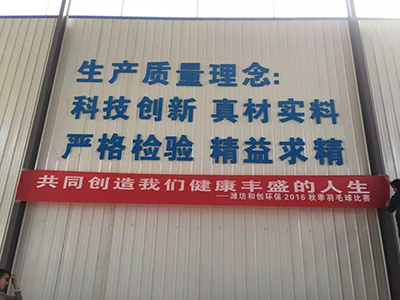 生产质量理念:
科技创新 真材实料
严格检验 精益求精
共同创造我们健康丰盛的人生
——潍坊和创环保2016秋季羽毛球比赛